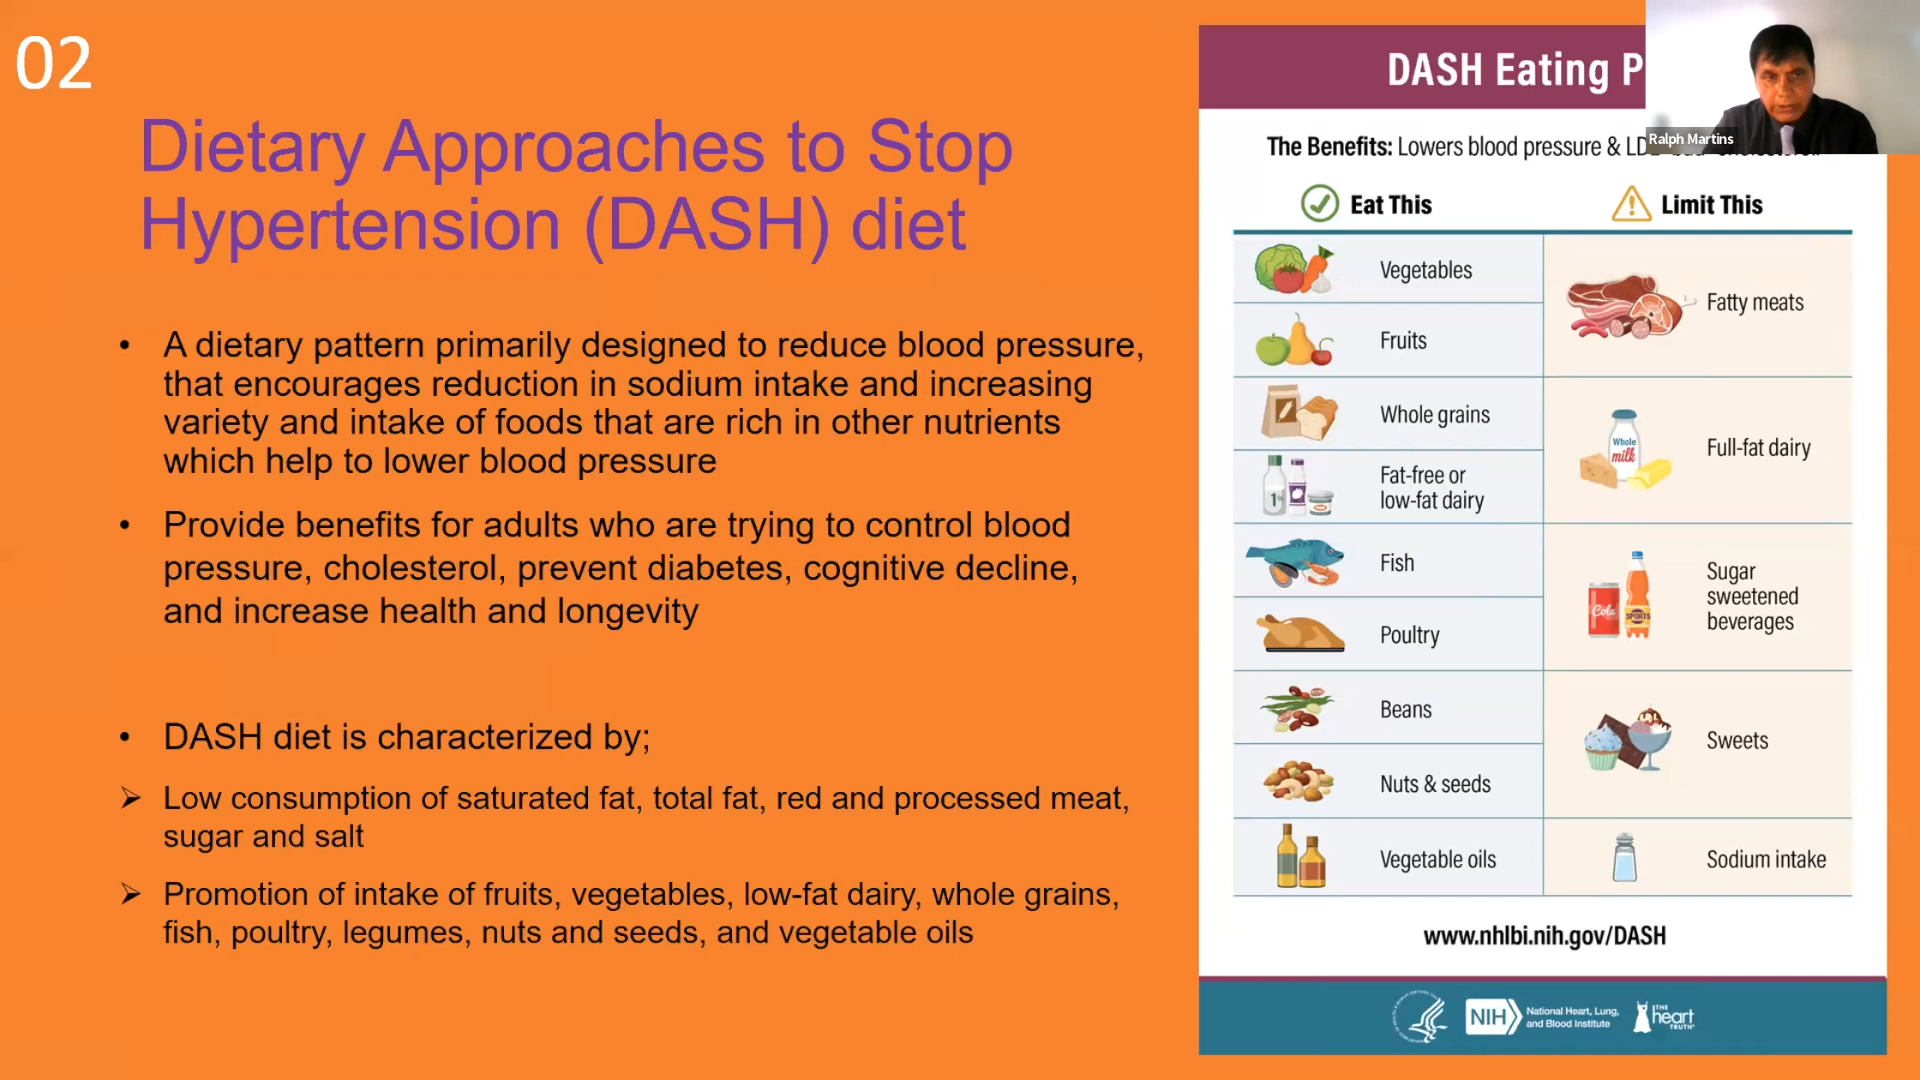 02
Dietary Approaches to Stop
Hypertension (DASH) diet
• A dietary pattern primarily designed to reduce blood pressure,
that encourages reduction in sodium intake and increasing
variety and intake of foods that are rich in other nutrients
which help to lower blood pressure
• Provide benefits for adults who are trying to control blood
pressure, cholesterol, prevent diabetes, cognitive decline,
and increase health and longevity
• DASH diet is characterized by;
➢ Low consumption of saturated fat, total fat, red and processed meat,
sugar and salt
➢ Promotion of intake of fruits, vegetables, low-fat dairy, whole grains,
fish, poultry, legumes, nuts and seeds, and vegetable oils
DASH Eating P
Ralph Martins
The Benefits: Lowers blood pressure & LD
Eat This
Limit This
Vegetables
Fruits
Whole grains
Fat-free or
low-fat dairy
1%
Fish
Poultry
Beans
Nuts & seeds
Vegetable oils
Fatty meats
Whole
milk
Full-fat dairy
Cola
SPORTS
Sugar
sweetened
beverages
Sweets
Sodium intake
www.nhlbi.nih.gov/DASH
NIH
National Heart, Lung,
and Blood Institute
THE
heart
TRUTH